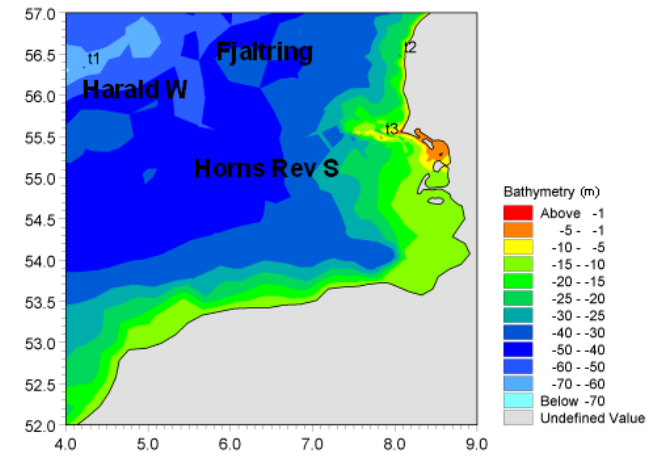 57.0
56.5
56.0
55.5
55.0
54.5
54.0
53.5
53.0
52.5
52.0
4.0 5.0 6.0 7.0 8.0 9.0
t1
Fjaltring
t2
Harald W
t3
Horns Rev S
Bathymetry (m)
Above -1
-5 - -1
-10 - -5
-15 - -10
-20 - -15
-25 - -20
-30 - -25
-40 - -30
-50 - -40
-60 - -50
-70 - -60
Below -70
Undefined Value